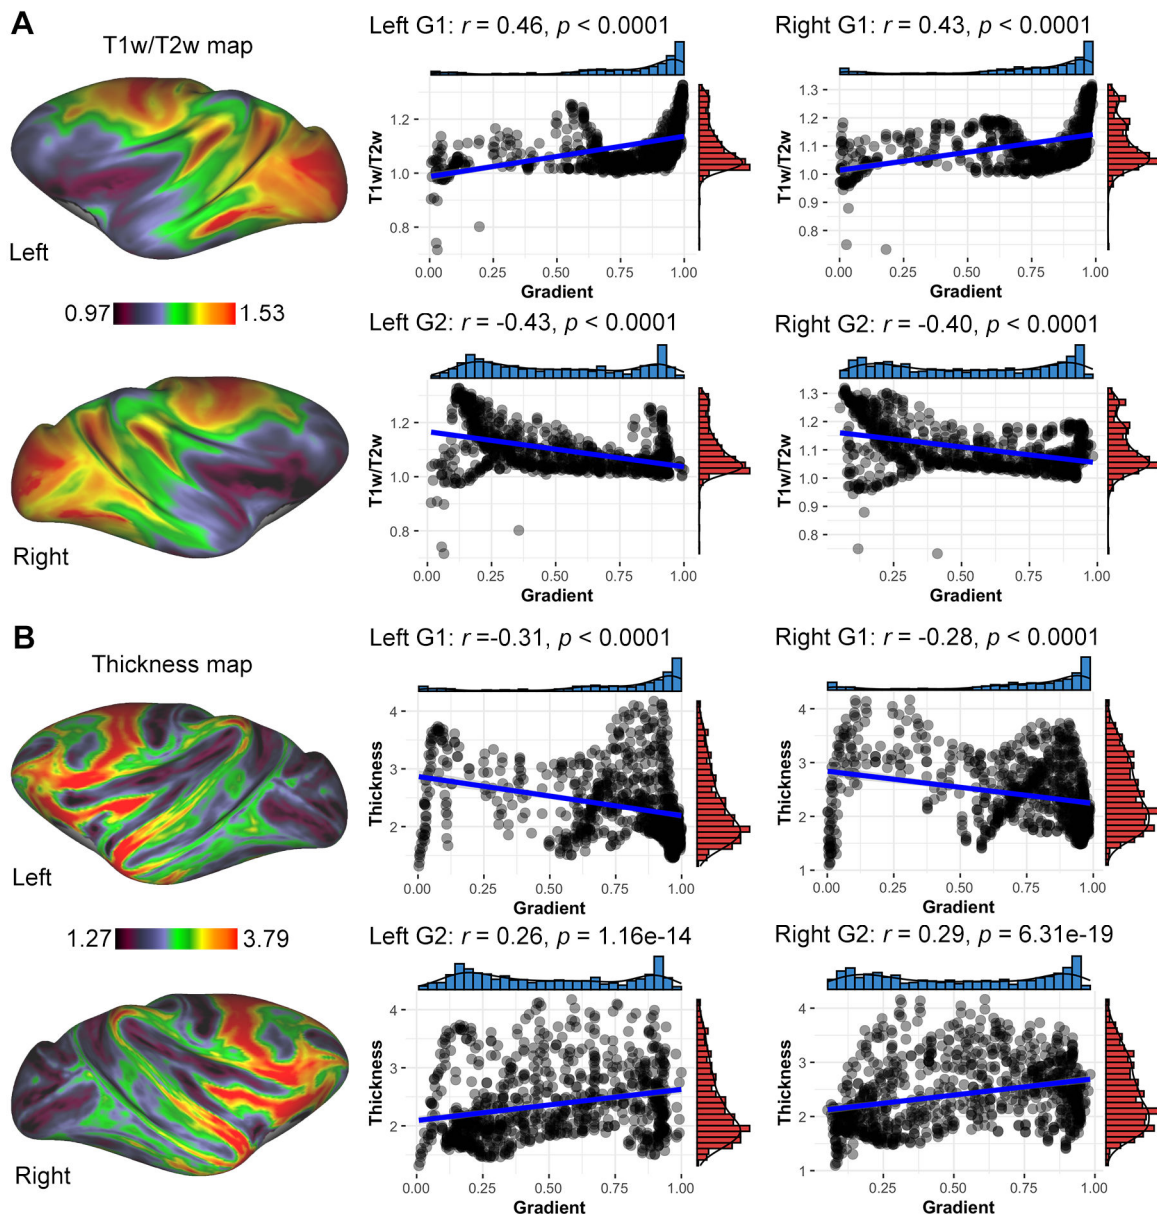 A
T1w/T2w map
Left G1: r = 0.46, p < 0.0001
Right G1: r = 0.43, p < 0.0001
Left
0.97 1.53
Right
T1w/T2w
1.2
1.0
0.8
0.00 0.25 0.50 0.75 1.00
Gradient
T1w/T2w
1.3
1.2
1.1
1.0
0.9
0.8
0.00 0.25 0.50 0.75 1.00
Gradient
Left G2: r = -0.43, p < 0.0001
Right G2: r = -0.40, p < 0.0001
T1w/T2w
1.2
1.0
0.8
0.00 0.25 0.50 0.75 1.00
Gradient
T1w/T2w
1.3
1.2
1.1
1.0
0.9
0.8
0.25 0.50 0.75 1.00
Gradient
B
Thickness map
Left G1: r =-0.31, p < 0.0001
Right G1: r = -0.28, p < 0.0001
Left
1.27 3.79
Right
Thickness
4
3
2
0.00 0.25 0.50 0.75 1.00
Gradient
Thickness
4
3
2
1
0.00 0.25 0.50 0.75 1.00
Gradient
Left G2: r = 0.26, p = 1.16e-14
Right G2: r = 0.29, p = 6.31e-19
Thickness
4
3
2
0.00 0.25 0.50 0.75 1.00
Gradient
Thickness
4
3
2
1
0.25 0.50 0.75 1.00
Gradient